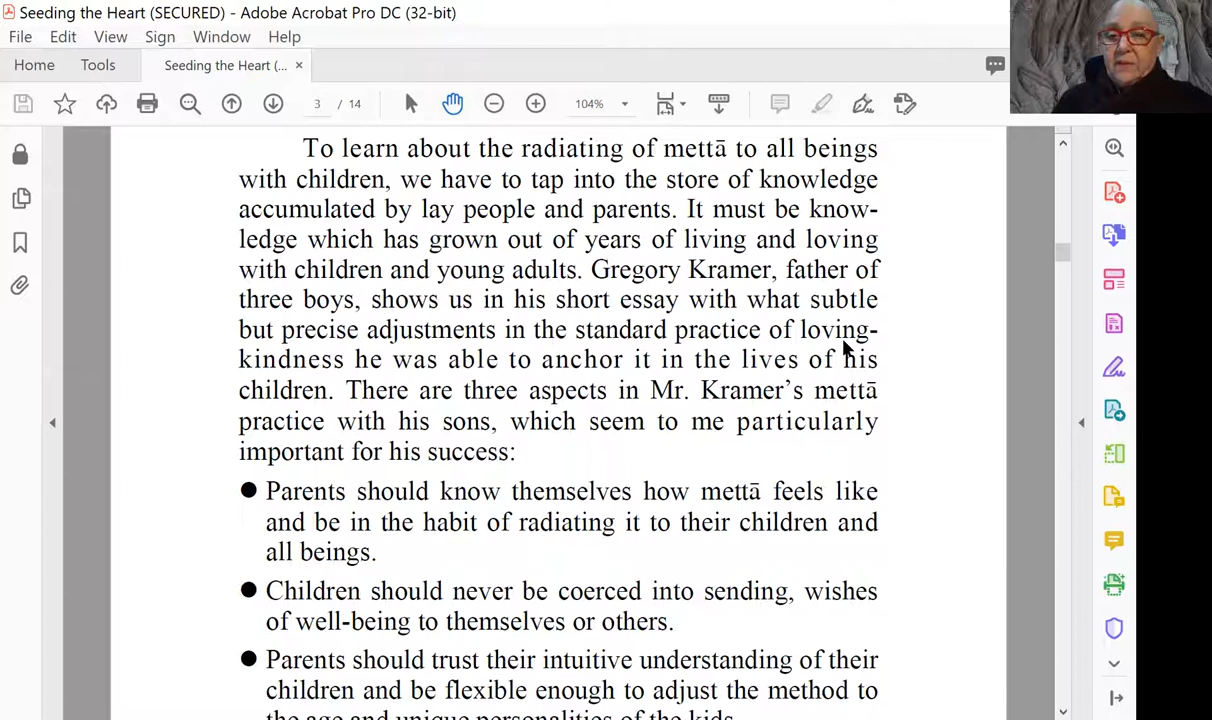 Seeding the Heart (SECURED) - Adobe Acrobat Pro DC (32-bit)
File Edit View Sign Window Help
Home Tools Seeding the Heart (... ×
3 / 14 104%
To learn about the radiating of mettā to all beings
with children, we have to tap into the store of knowledge
accumulated by lay people and parents. It must be know-
ledge which has grown out of years of living and loving
with children and young adults. Gregory Kramer, father of
three boys, shows us in his short essay with what subtle
but precise adjustments in the standard practice of loving-
kindness he was able to anchor it in the lives of his
children. There are three aspects in Mr. Kramer's mettā
practice with his sons, which seem to me particularly
important for his success:
● Parents should know themselves how mettā feels like
and be in the habit of radiating it to their children and
all beings.
● Children should never be coerced into sending, wishes
of well-being to themselves or others.
● Parents should trust their intuitive understanding of their
children and be flexible enough to adjust the method to
the age and unique personalities of the kids.